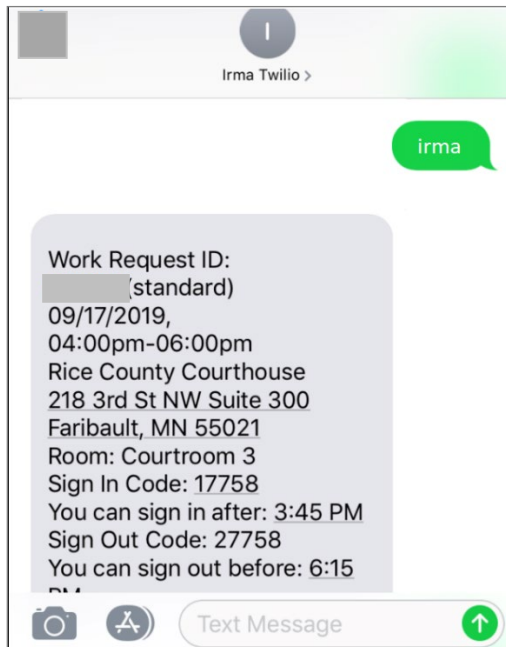 I
Irma Twilio >
irma
Work Request ID:
(standard)
09/17/2019,
04:00pm-06:00pm
Rice County Courthouse
218 3rd St NW Suite 300
Faribault, MN 55021
Room: Courtroom 3
Sign In Code: 17758
You can sign in after: 3:45 PM
Sign Out Code: 27758
You can sign out before: 6:15
PM
Text Message